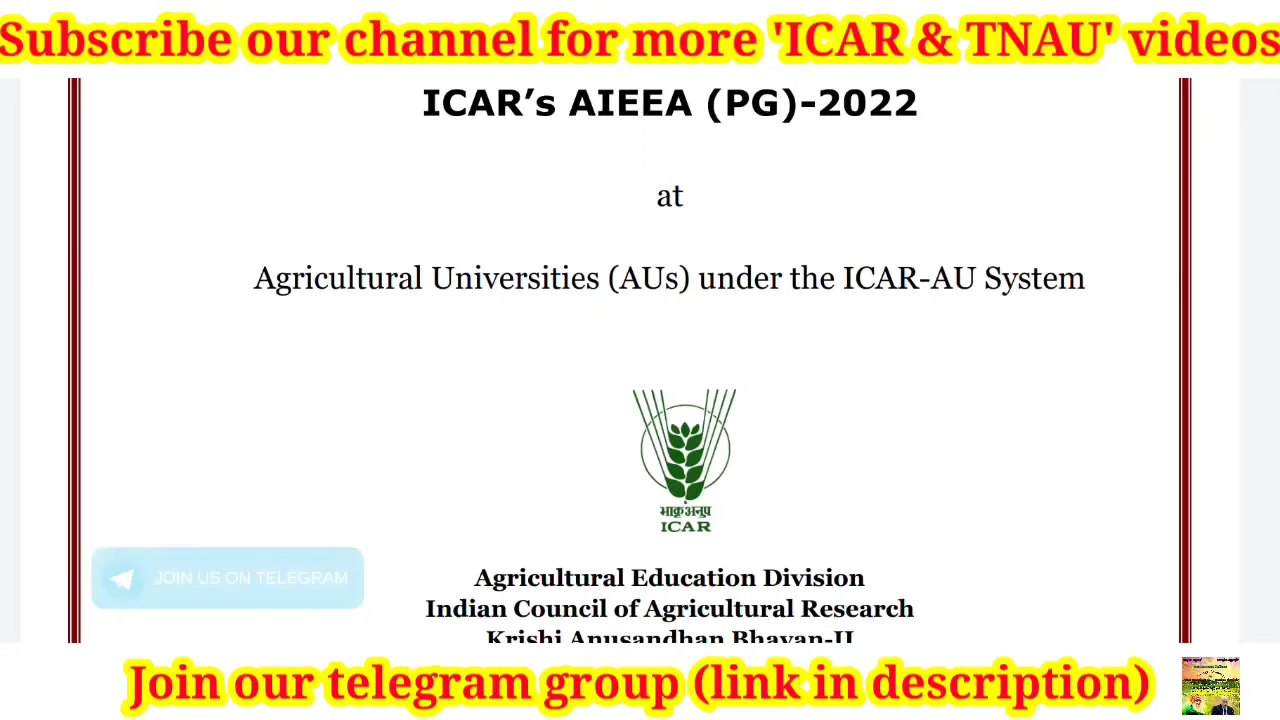 Subscribe our channel for more 'ICAR & TNAU' videos
ICAR’s AIEEA (PG)-2022
at
Agricultural Universities (AUs) under the ICAR-AU System
भाकृअनुप
ICAR
JOIN US ON TELEGRAM
Agricultural Education Division
Indian Council of Agricultural Research
Krishi Anusandhan Bhavan-II
Join our telegram group (link in description)